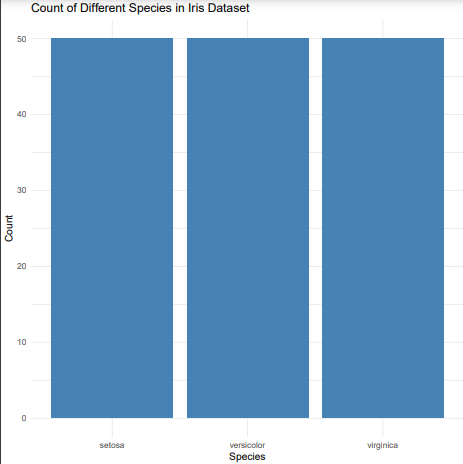 Count of Different Species in Iris Dataset
Count
50
40
30
20
10
0
setosa versicolor virginica
Species